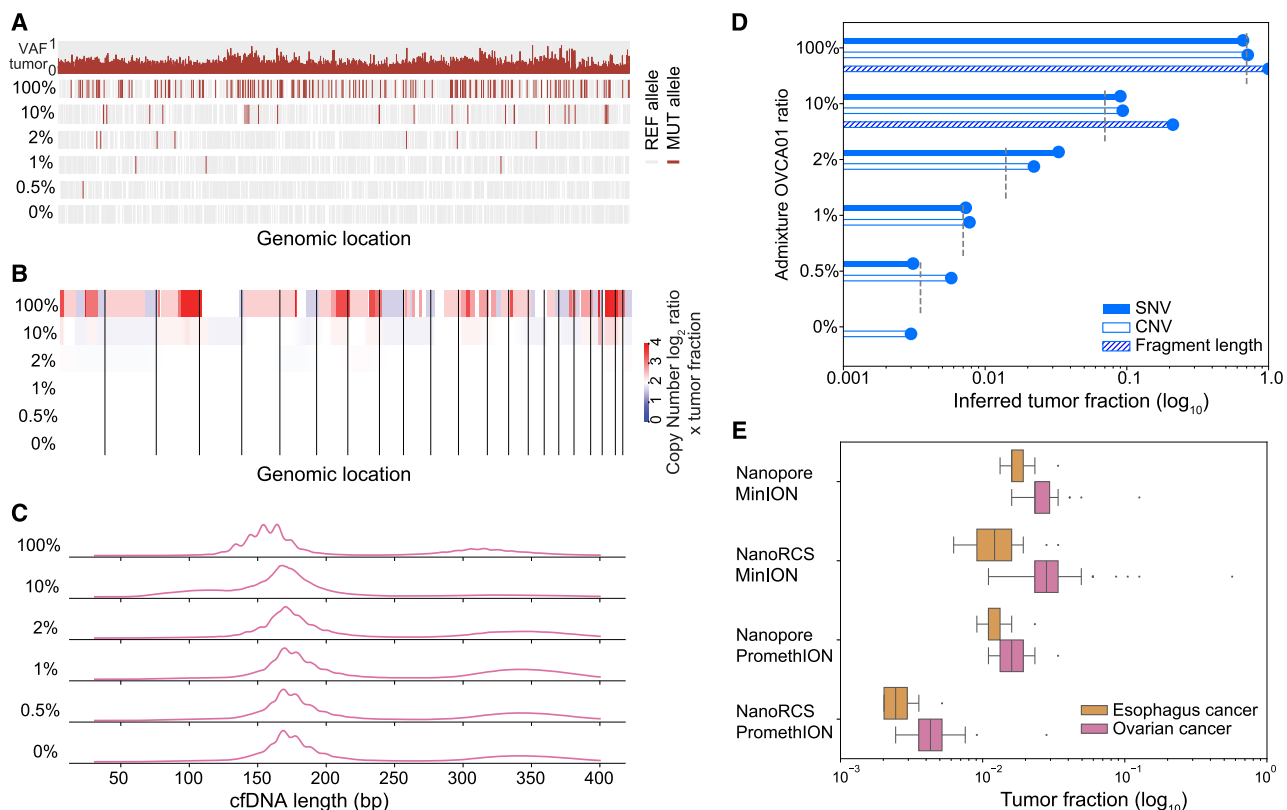 A
VAF
tumor
1
0
100%
10%
2%
1%
0.5%
0%
Genomic location
REF allele
MUT allele
B
100%
10%
2%
1%
0.5%
0%
Genomic location
0 1 2 3 4
Copy Number log2 ratio
x tumor fraction
C
100%
10%
2%
1%
0.5%
0%
50 100 150 200 250 300 350 400
cfDNA length (bp)
D
Admixture OVCA01 ratio
100%
10%
2%
1%
0.5%
0%
SNV
CNV
Fragment length
0.001 0.01 0.1 1.0
Inferred tumor fraction (log10)
E
Nanopore
MinION
NanoRCS
MinION
Nanopore
PromethION
NanoRCS
PromethION
Esophagus cancer
Ovarian cancer
10−3 10−2 10−1 100
Tumor fraction (log10)